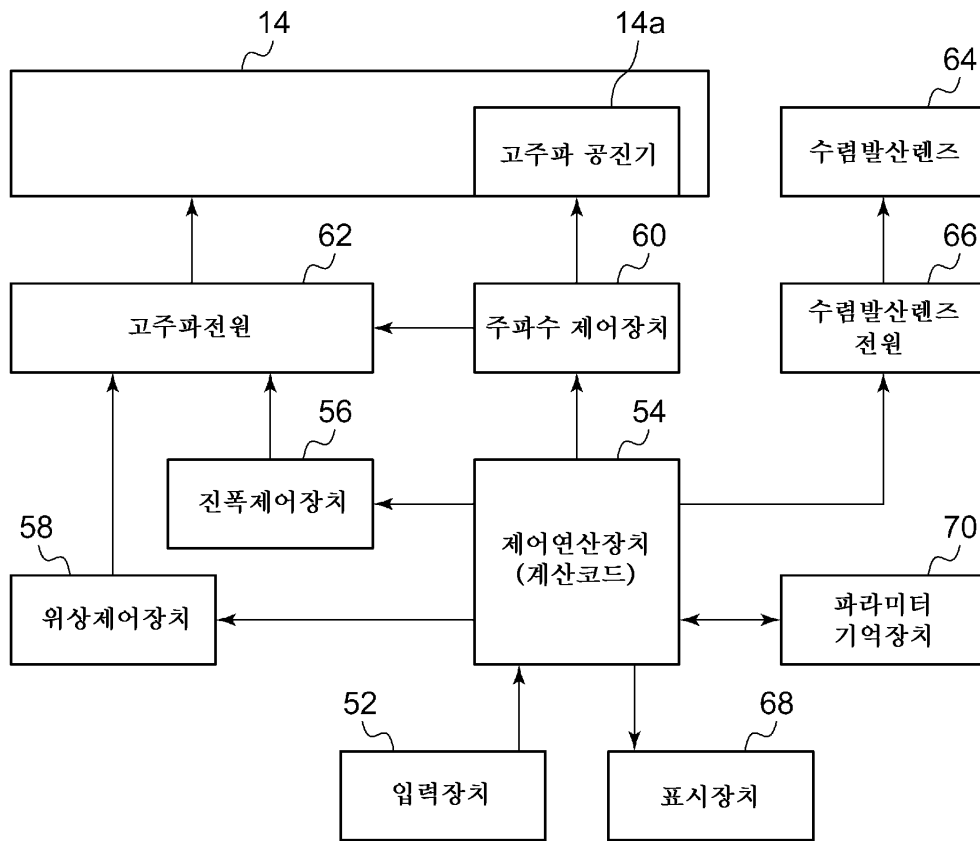 14
14a
64
고주파 공진기
수렴발산렌즈
62
60
66
고주파전원
주파수 제어장치
수렴발산렌즈
전원
56
54
진폭제어장치
58
제어연산장치
(계산코드)
70
위상제어장치
파라미터
기억장치
52
68
입력장치
표시장치